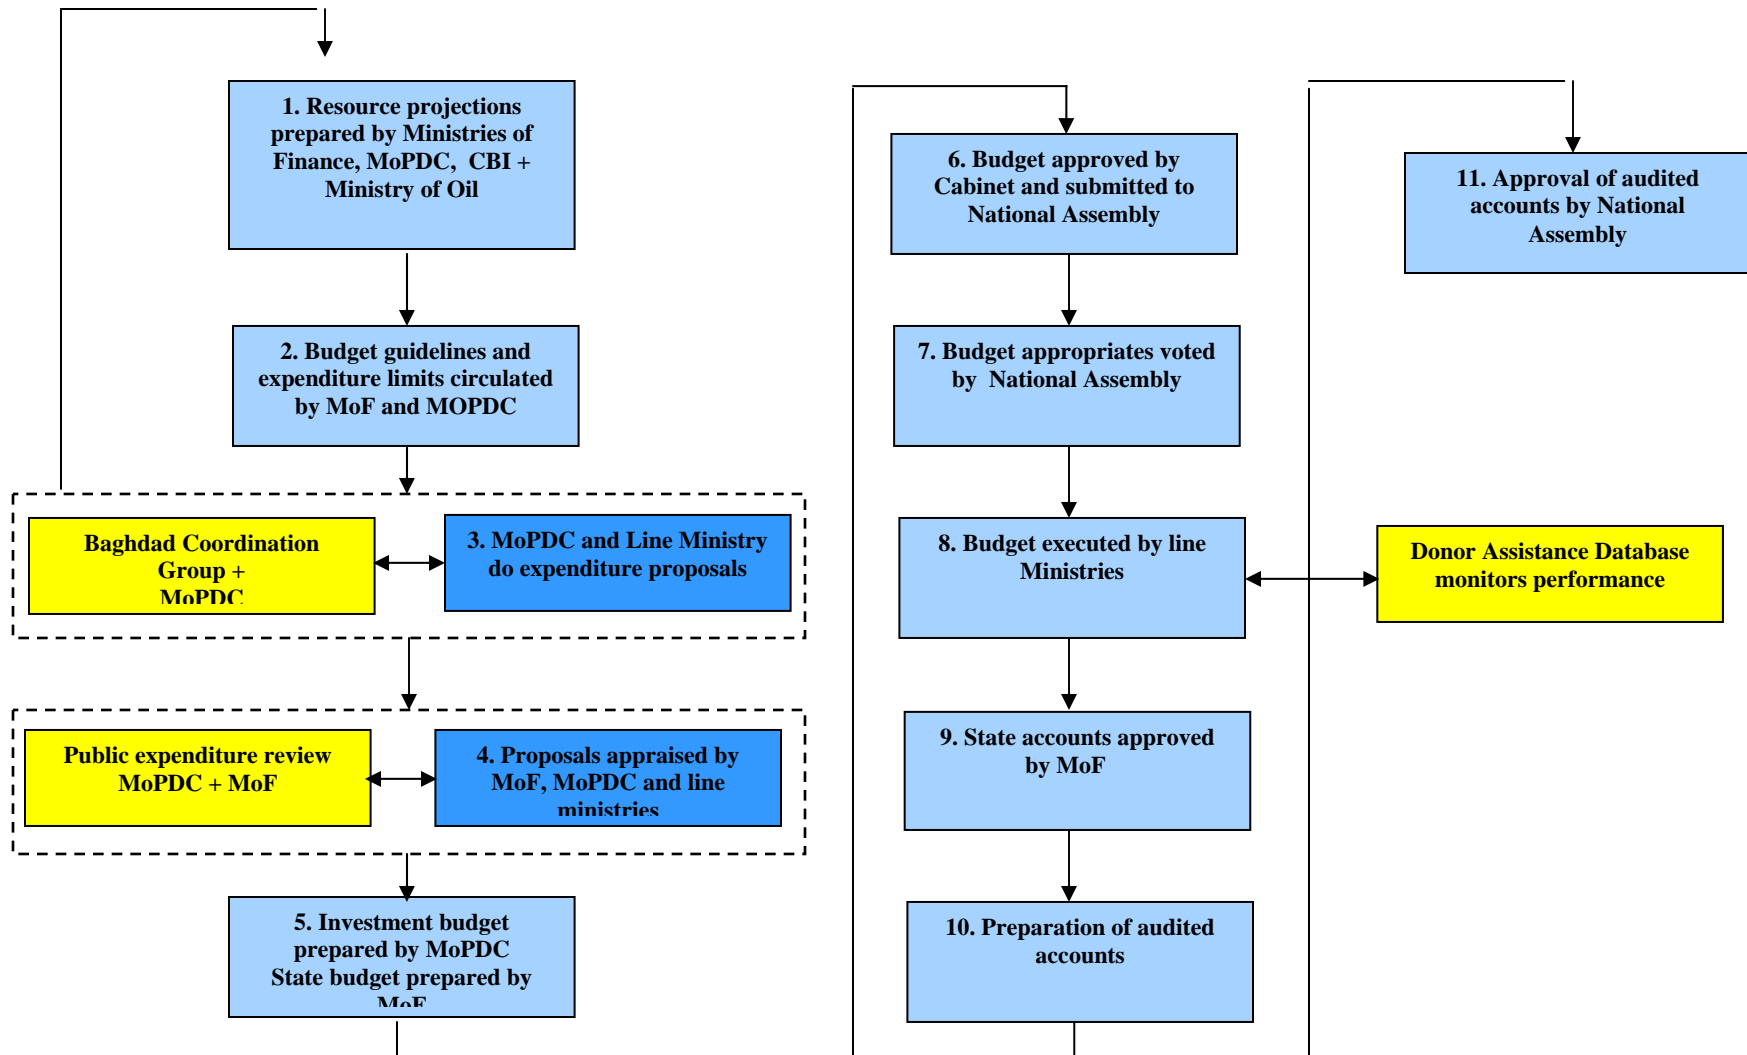 1. Resource projections
prepared by Ministries of
Finance, MoPDC, CBI +
Ministry of Oil
2. Budget guidelines and
expenditure limits circulated
by MoF and MOPDC
Baghdad Coordination
Group +
MoPDC
3. MoPDC and Line Ministry
do expenditure proposals
Public expenditure review
MoPDC + MoF
4. Proposals appraised by
MoF, MoPDC and line
ministries
5. Investment budget
prepared by MoPDC
State budget prepared by
MoF
6. Budget approved by
Cabinet and submitted to
National Assembly
7. Budget appropriates voted
by National Assembly
8. Budget executed by line
Ministries
Donor Assistance Database
monitors performance
9. State accounts approved
by MoF
10. Preparation of audited
accounts
11. Approval of audited
accounts by National
Assembly